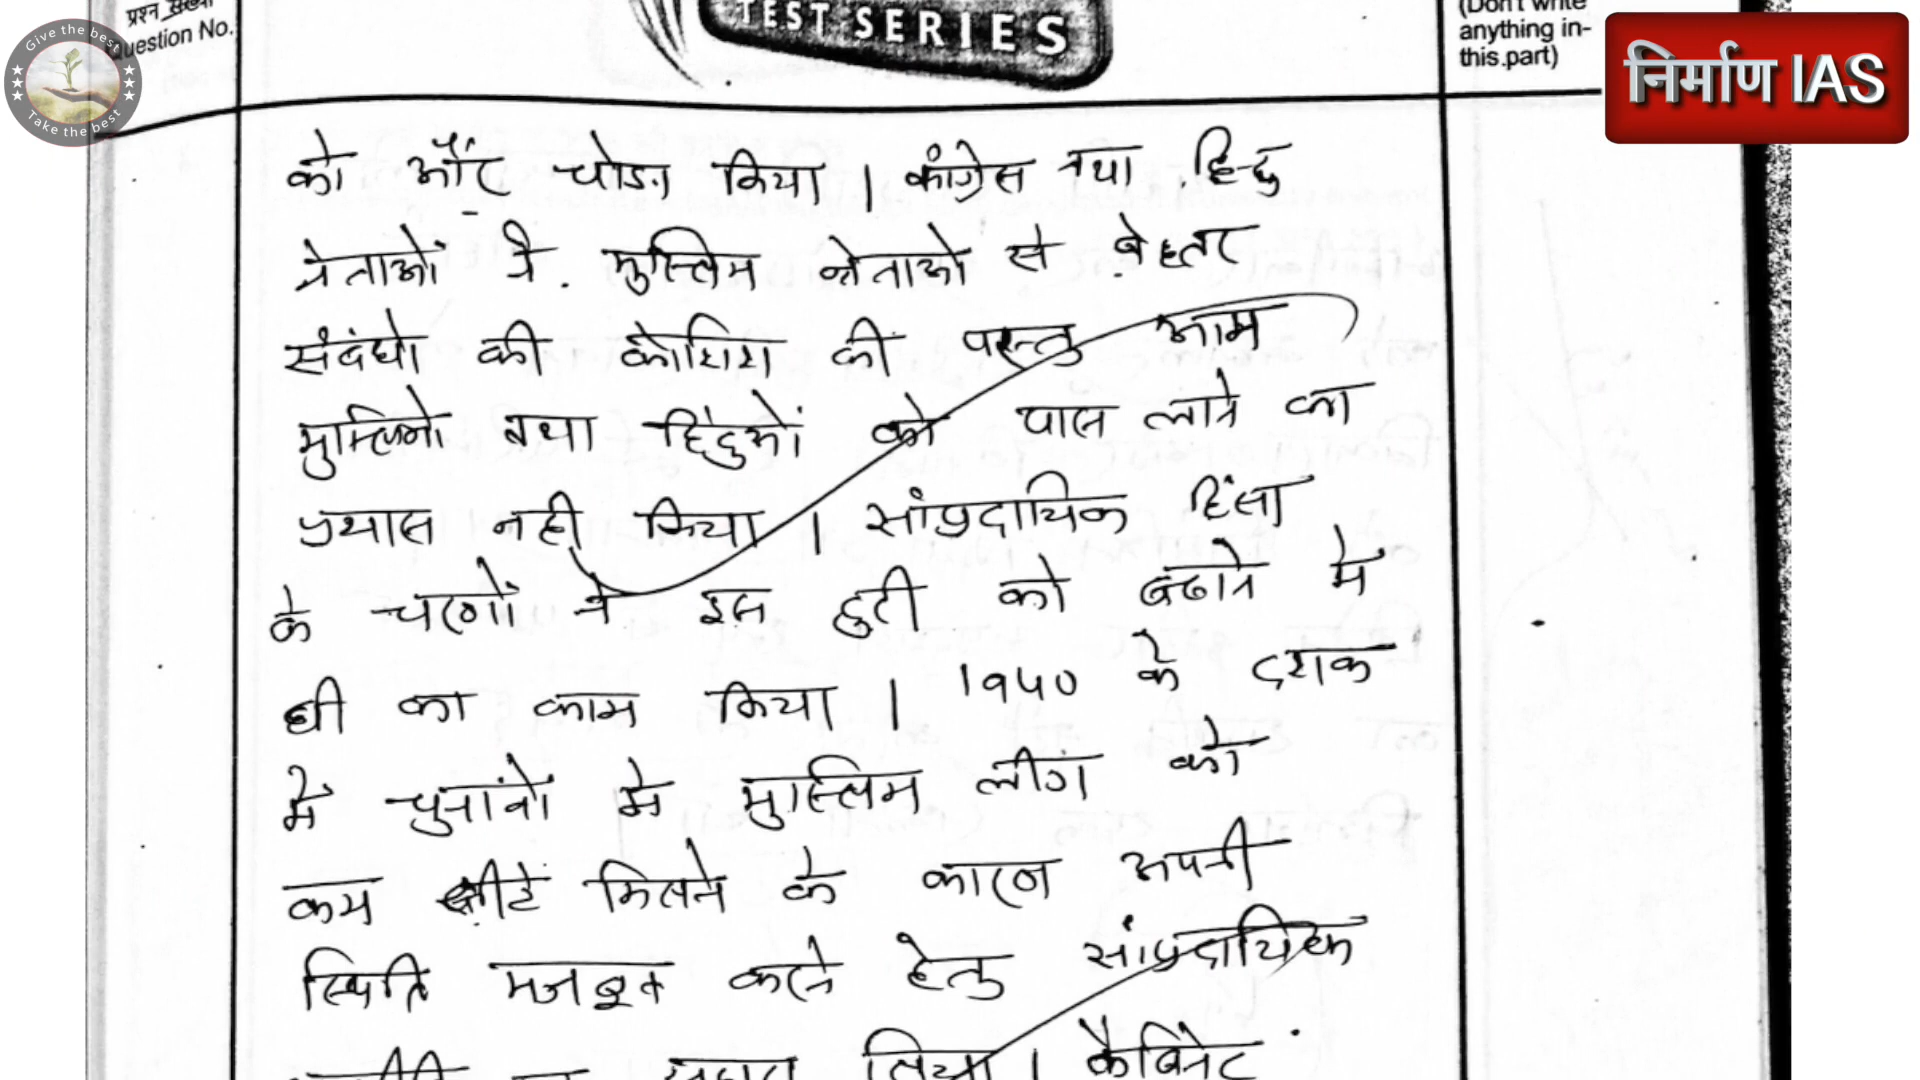 प्रश्न संख्या
Question No.
TEST SERIES
(Don't write
anything in-
this part)
निर्माण IAS
Give the best
Take the best
को और चोडा किया । कांग्रेस तथा हिन्दु
नेताओं ने मुस्लिम नेताओ से बेहतर
संबंधो की कोशिश की परन्तु आम
मुस्लिमो तथा हिंदुओं को पास लाने का
प्रयास नही किया । सांप्रदायिक हिंसा
के चरणों ने इस दुरी को बढाने मे
घी का काम किया । 1940 के दशक
मे चुनांवो मे मुस्लिम लीग को
कम सीटे मिलने के कारण अपनी
स्थिति मजबूत करने हेतु सांप्रदायिक
लिया । कैबिनेट